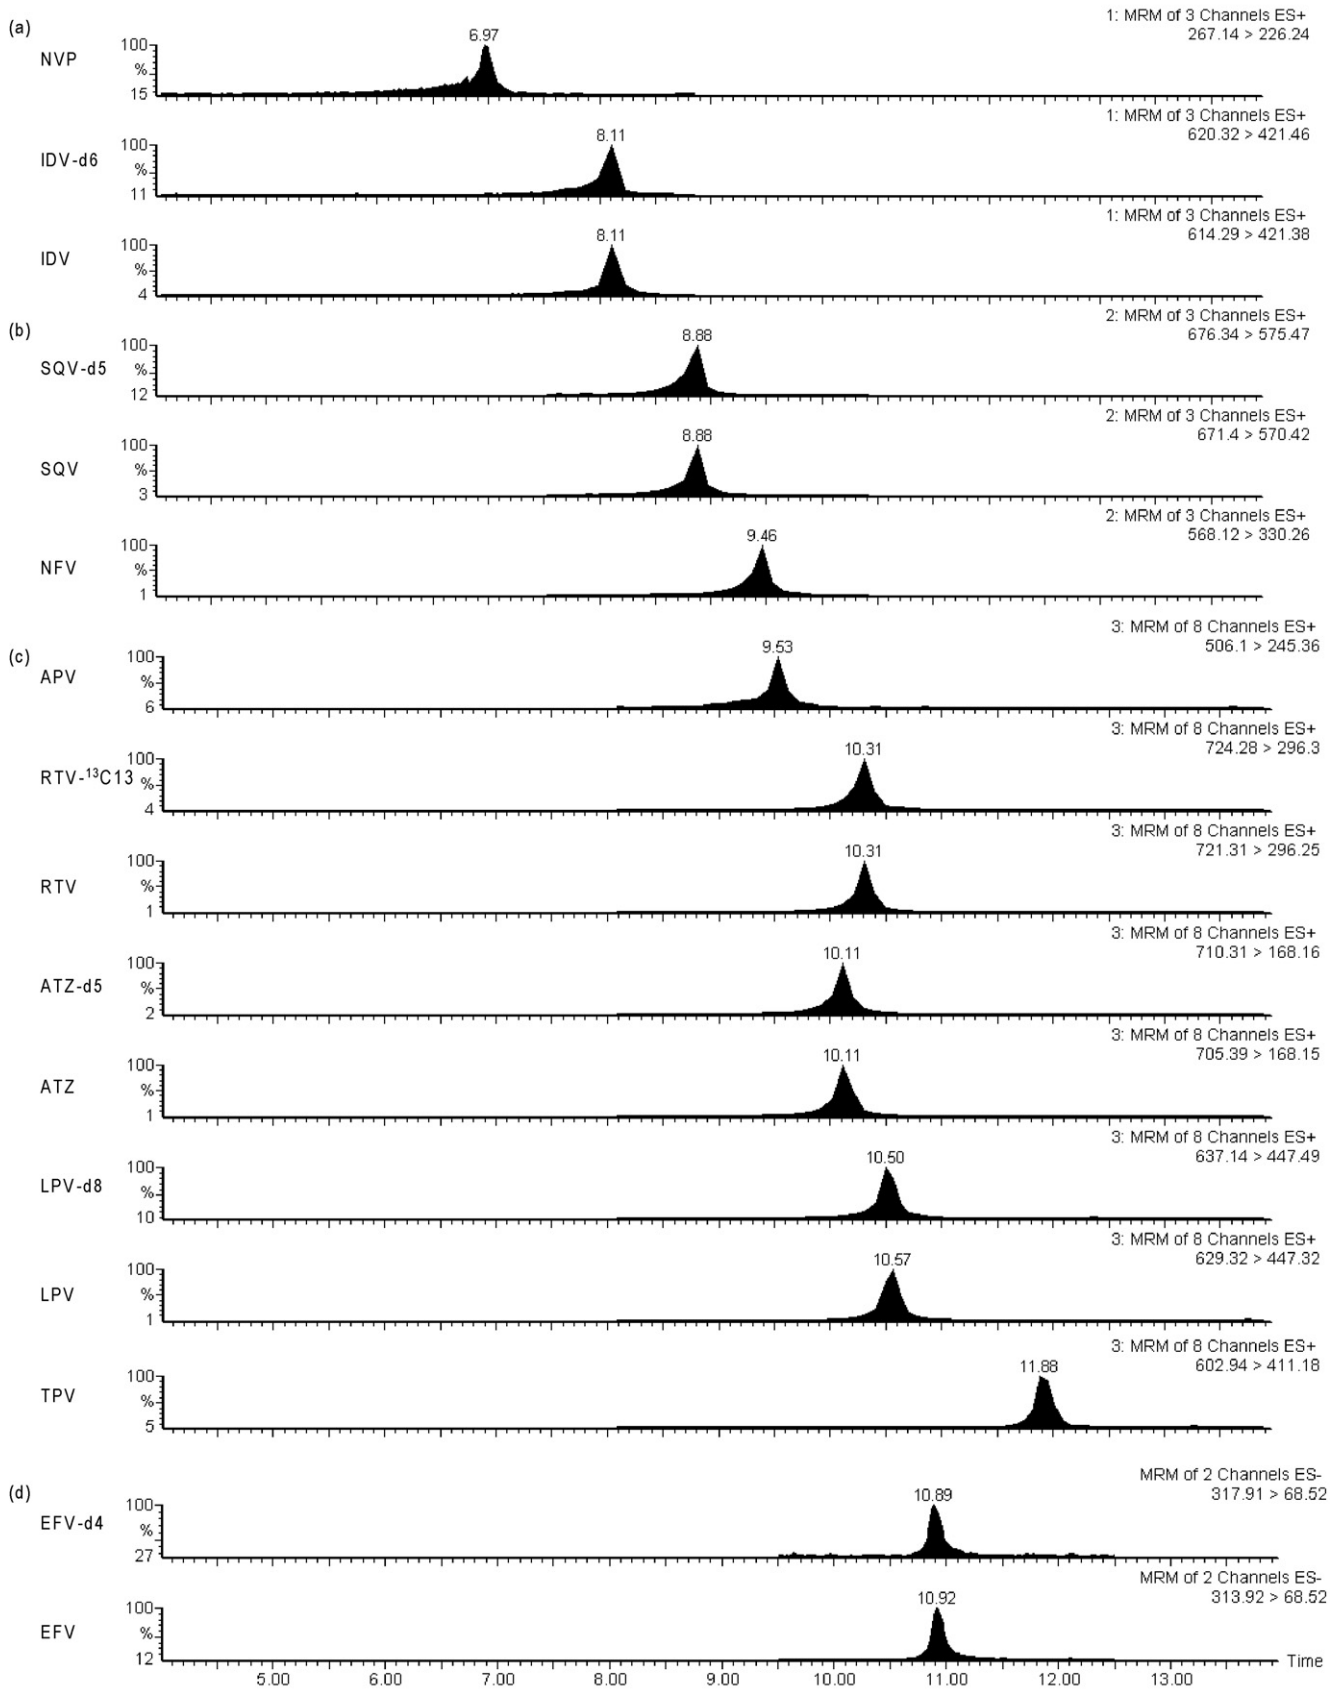 (a)
1: MRM of 3 Channels ES+
267.14 > 226.24
NVP
100
%
15
6.97
1: MRM of 3 Channels ES+
620.32 > 421.46
IDV-d6
100
%
11
8.11
1: MRM of 3 Channels ES+
614.29 > 421.38
IDV
100
%
4
8.11
(b)
2: MRM of 3 Channels ES+
676.34 > 575.47
SQV-d5
100
%
12
8.88
2: MRM of 3 Channels ES+
671.4 > 570.42
SQV
100
%
3
8.88
2: MRM of 3 Channels ES+
568.12 > 330.26
NFV
100
%
1
9.46
(c)
3: MRM of 8 Channels ES+
506.1 > 245.36
APV
100
%
6
9.53
3: MRM of 8 Channels ES+
724.28 > 296.3
RTV-¹³C13
100
%
4
10.31
3: MRM of 8 Channels ES+
721.31 > 296.25
RTV
100
%
1
10.31
3: MRM of 8 Channels ES+
710.31 > 168.16
ATZ-d5
100
%
2
10.11
3: MRM of 8 Channels ES+
705.39 > 168.15
ATZ
100
%
1
10.11
3: MRM of 8 Channels ES+
637.14 > 447.49
LPV-d8
100
%
10
10.50
3: MRM of 8 Channels ES+
629.32 > 447.32
LPV
100
%
1
10.57
3: MRM of 8 Channels ES+
602.94 > 411.18
TPV
100
%
5
11.88
(d)
MRM of 2 Channels ES-
317.91 > 68.52
EFV-d4
100
%
27
10.89
MRM of 2 Channels ES-
313.92 > 68.52
EFV
100
%
12
10.92
Time
5.00 6.00 7.00 8.00 9.00 10.00 11.00 12.00 13.00